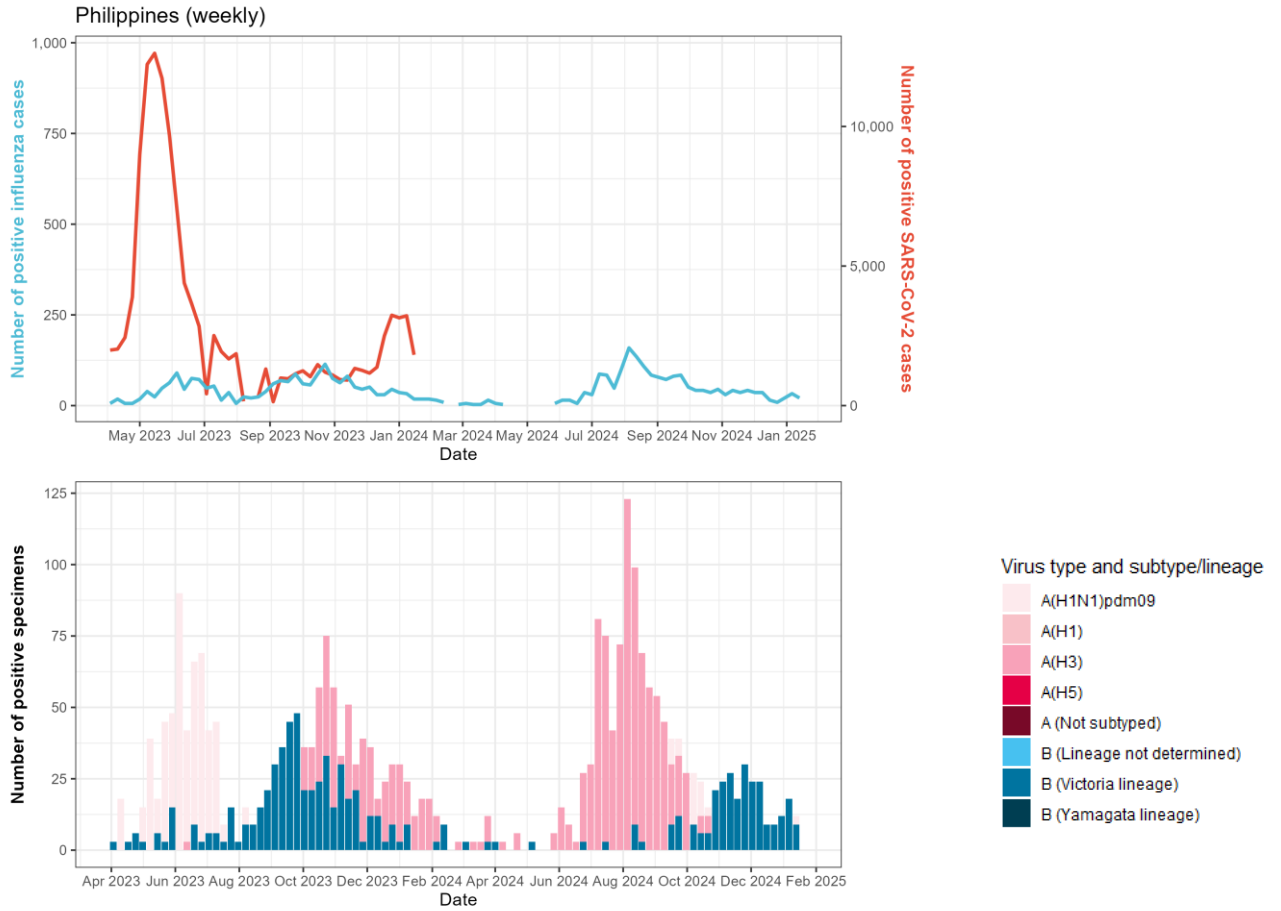 Philippines (weekly)
Number of positive influenza cases
1,000
750
500
250
0
10,000
5,000
0
Number of positive SARS-CoV-2 cases
May 2023 Jul 2023 Sep 2023 Nov 2023 Jan 2024 Mar 2024 May 2024 Jul 2024 Sep 2024 Nov 2024 Jan 2025
Date
Number of positive specimens
125
100
75
50
25
0
Apr 2023 Jun 2023 Aug 2023 Oct 2023 Dec 2023 Feb 2024 Apr 2024 Jun 2024 Aug 2024 Oct 2024 Dec 2024 Feb 2025
Date
Virus type and subtype/lineage
A(H1N1)pdm09
A(H1)
A(H3)
A(H5)
A (Not subtyped)
B (Lineage not determined)
B (Victoria lineage)
B (Yamagata lineage)